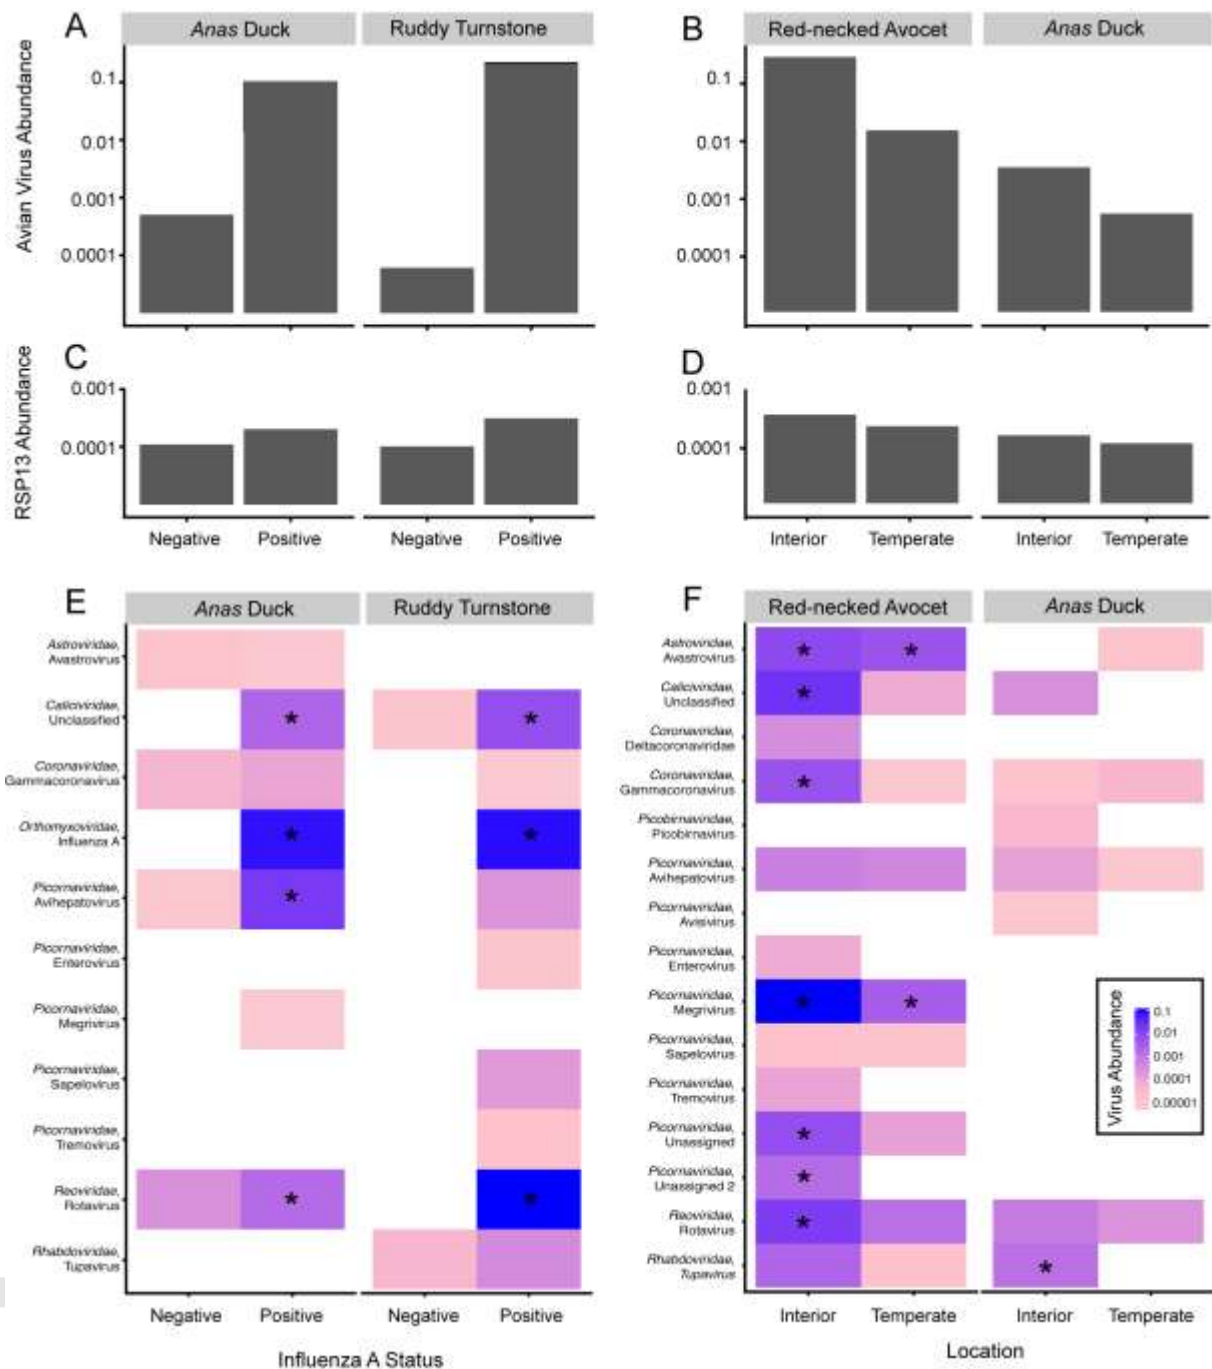 A
Anas Duck
Ruddy Turnstone
Avian Virus Abundance
0.1
0.01
0.001
0.0001
B
Red-necked Avocet
Anas Duck
0.1
0.01
0.001
0.0001
C
RSP13 Abundance
0.001
0.0001
Negative
Positive
Negative
Positive
D
0.001
0.0001
Interior
Temperate
Interior
Temperate
E
Anas Duck
Ruddy Turnstone
Astroviridae,
Avastrovirus
Caliciviridae,
Unclassified
Coronaviridae,
Gammacoronavirus
Orthomyxoviridae,
Influenza A
Picornaviridae,
Avihepatovirus
Picornaviridae,
Enterovirus
Picornaviridae,
Megrivirus
Picornaviridae,
Sapelovirus
Picornaviridae,
Tremovirus
Reoviridae,
Rotavirus
Rhabdoviridae,
Tupavirus
*
*
*
*
*
*
*
Negative
Positive
Negative
Positive
Influenza A Status
F
Red-necked Avocet
Anas Duck
Astroviridae,
Avastrovirus
Caliciviridae,
Unclassified
Coronaviridae,
Deltacoronaviridae
Coronaviridae,
Gammacoronavirus
Picobirnaviridae,
Picobirnavirus
Picornaviridae,
Avihepatovirus
Picornaviridae,
Avisivirus
Picornaviridae,
Enterovirus
Picornaviridae,
Megrivirus
Picornaviridae,
Sapelovirus
Picornaviridae,
Tremovirus
Picornaviridae,
Unassigned
Picornaviridae,
Unassigned 2
Reoviridae,
Rotavirus
Rhabdoviridae,
Tupavirus
* *
*
*
* *
*
*
*
*
Virus Abundance
0.1
0.01
0.001
0.0001
0.00001
Interior
Temperate
Interior
Temperate
Location